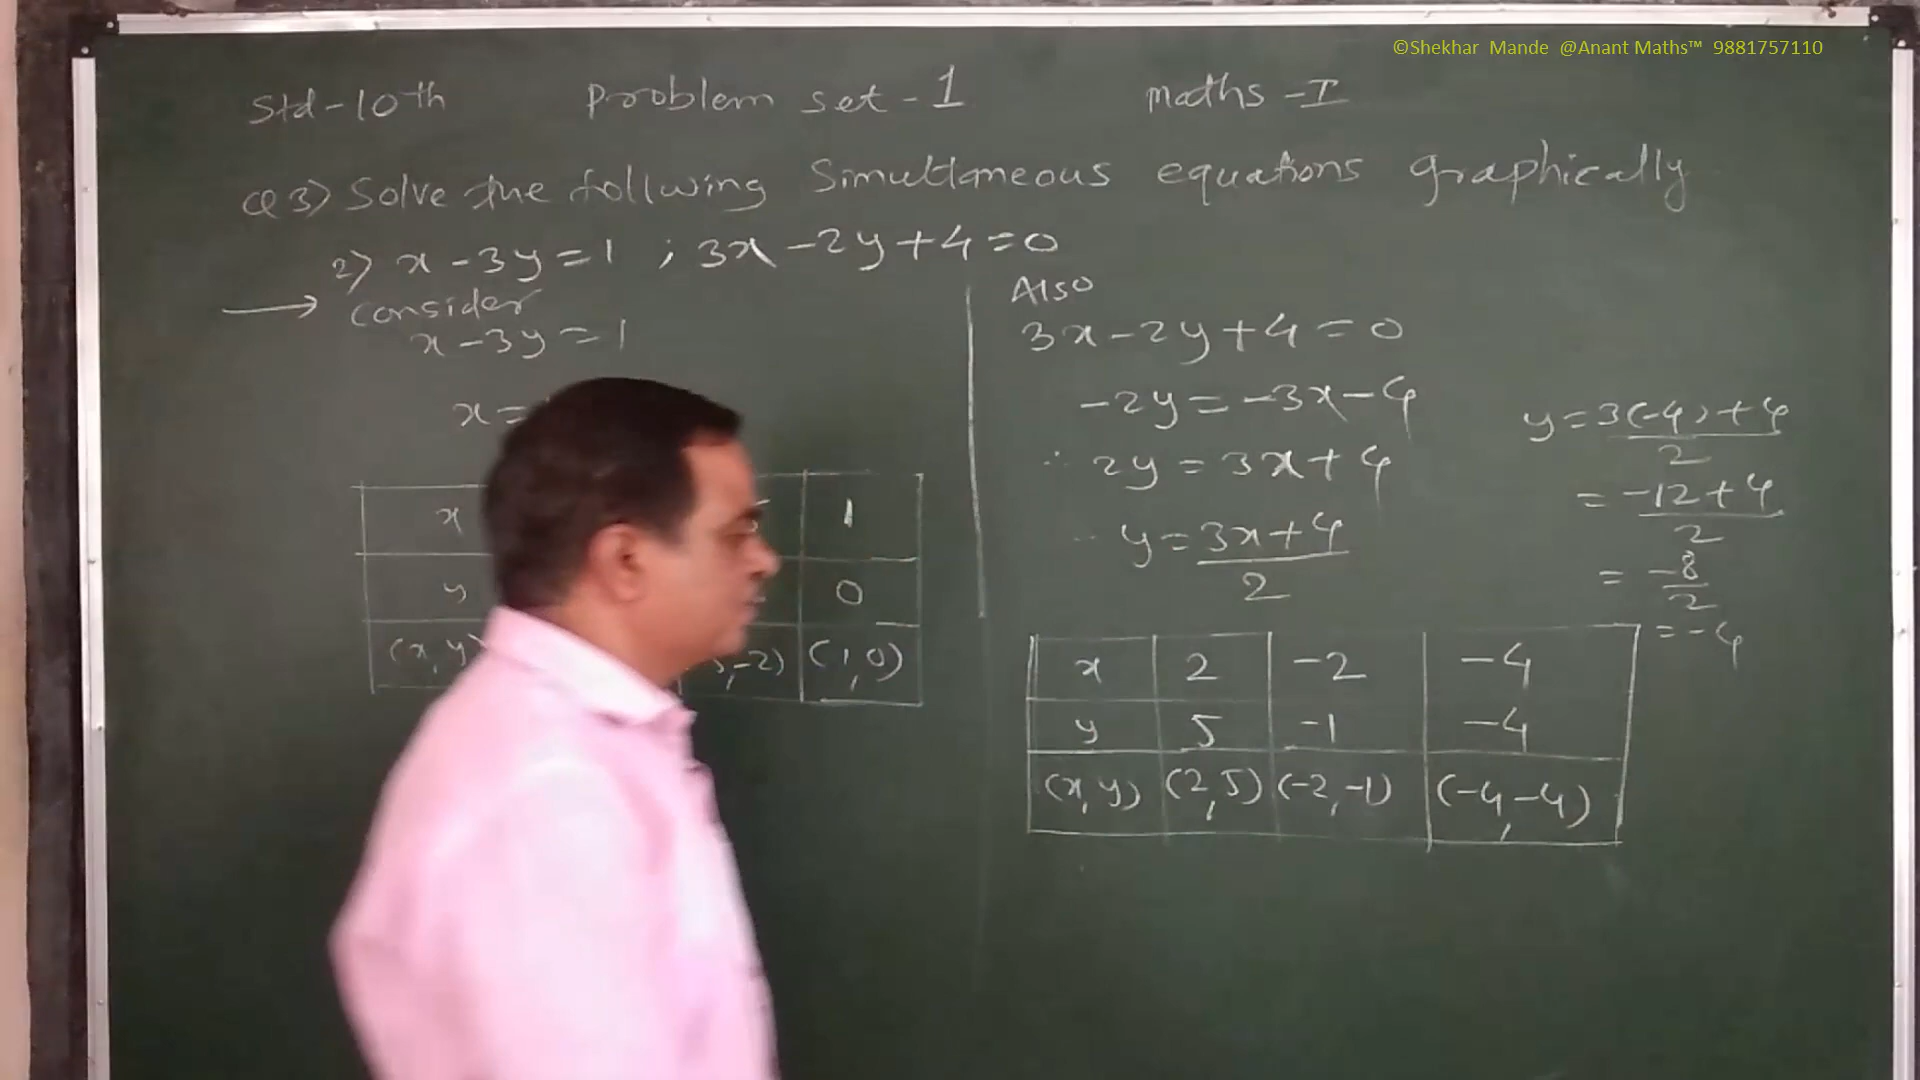 ©Shekhar Mande @Anant Maths™ 9881757110
Std-10th Problem set-1 maths-I
Q3) Solve the follwing Simultaneous equations graphically
2) x-3y=1 ; 3x-2y+4=0
consider
x-3y=1
x=
x 1
y 0
(x,y) ,-2) (1,0)
Also
3x-2y+4=0
-2y=-3x-4
∴ 2y=3x+4
y=3x+4
2
y=3(-4)+4
2
=-12+4
2
=-8
2
=-4
x 2 -2 -4
y 5 -1 -4
(x,y) (2,5) (-2,-1) (-4,-4)